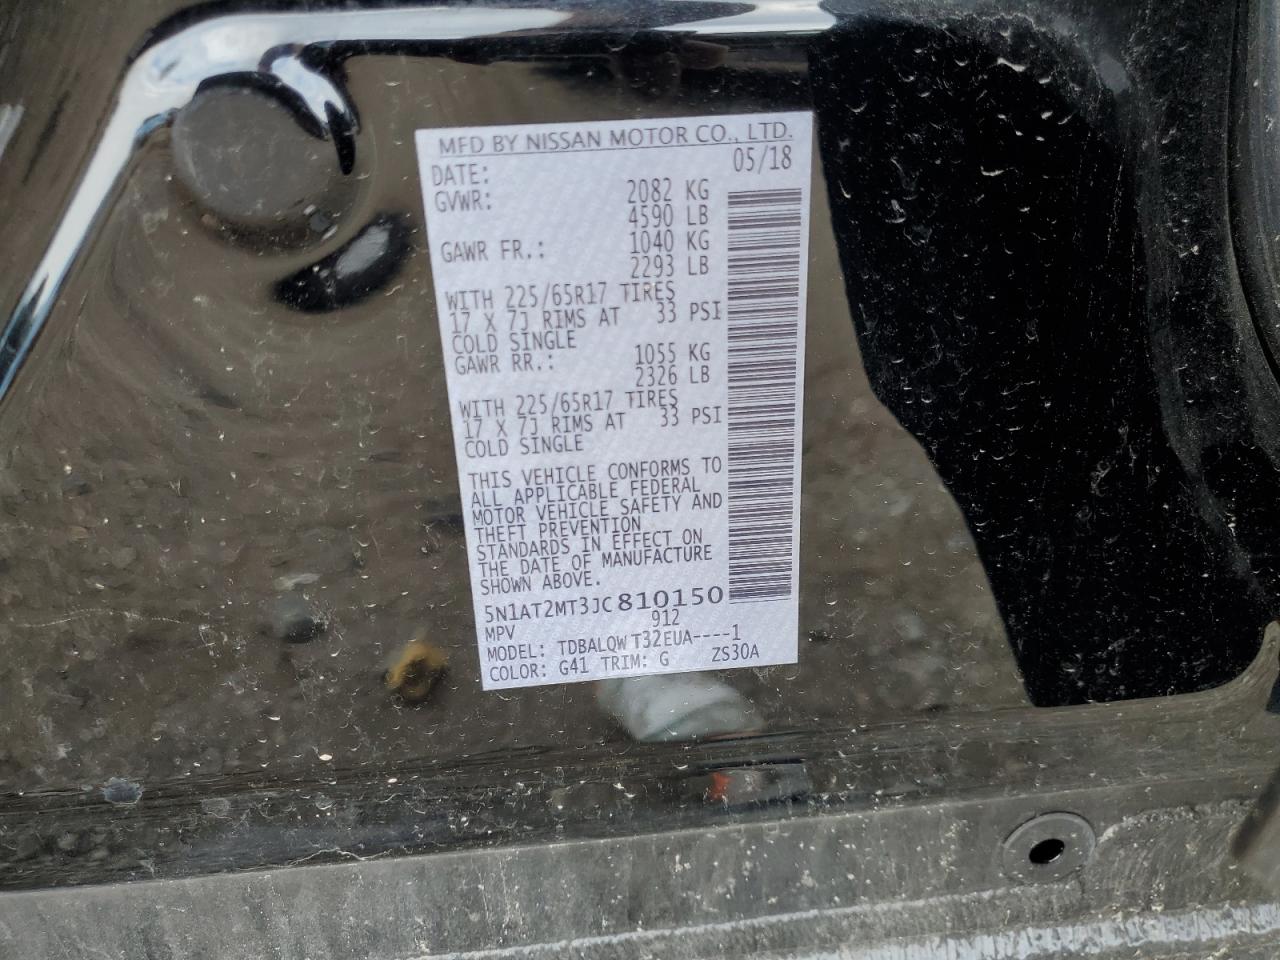 MFD BY NISSAN MOTOR CO., LTD.
DATE: 05/18
GVWR: 2082 KG
4590 LB
GAWR FR.: 1040 KG
2293 LB
WITH 225/65R17 TIRES
17 X 7J RIMS AT 33 PSI
COLD SINGLE
GAWR RR.: 1055 KG
2326 LB
WITH 225/65R17 TIRES
17 X 7J RIMS AT 33 PSI
COLD SINGLE
THIS VEHICLE CONFORMS TO
ALL APPLICABLE FEDERAL
MOTOR VEHICLE SAFETY AND
THEFT PREVENTION
STANDARDS IN EFFECT ON
THE DATE OF MANUFACTURE
SHOWN ABOVE.
5N1AT2MT3JC810150
MPV 912
MODEL: TDBALQW T32EUA----1
COLOR: G41 TRIM: G ZS30A